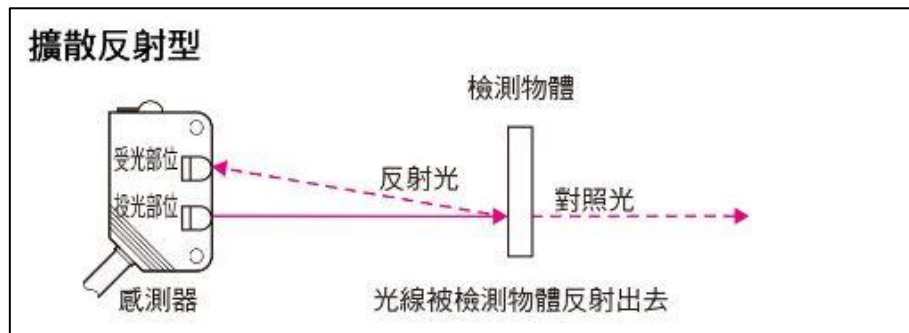 擴散反射型
檢測物體
受光部位
反射光
對照光
投光部位
感測器
光線被檢測物體反射出去